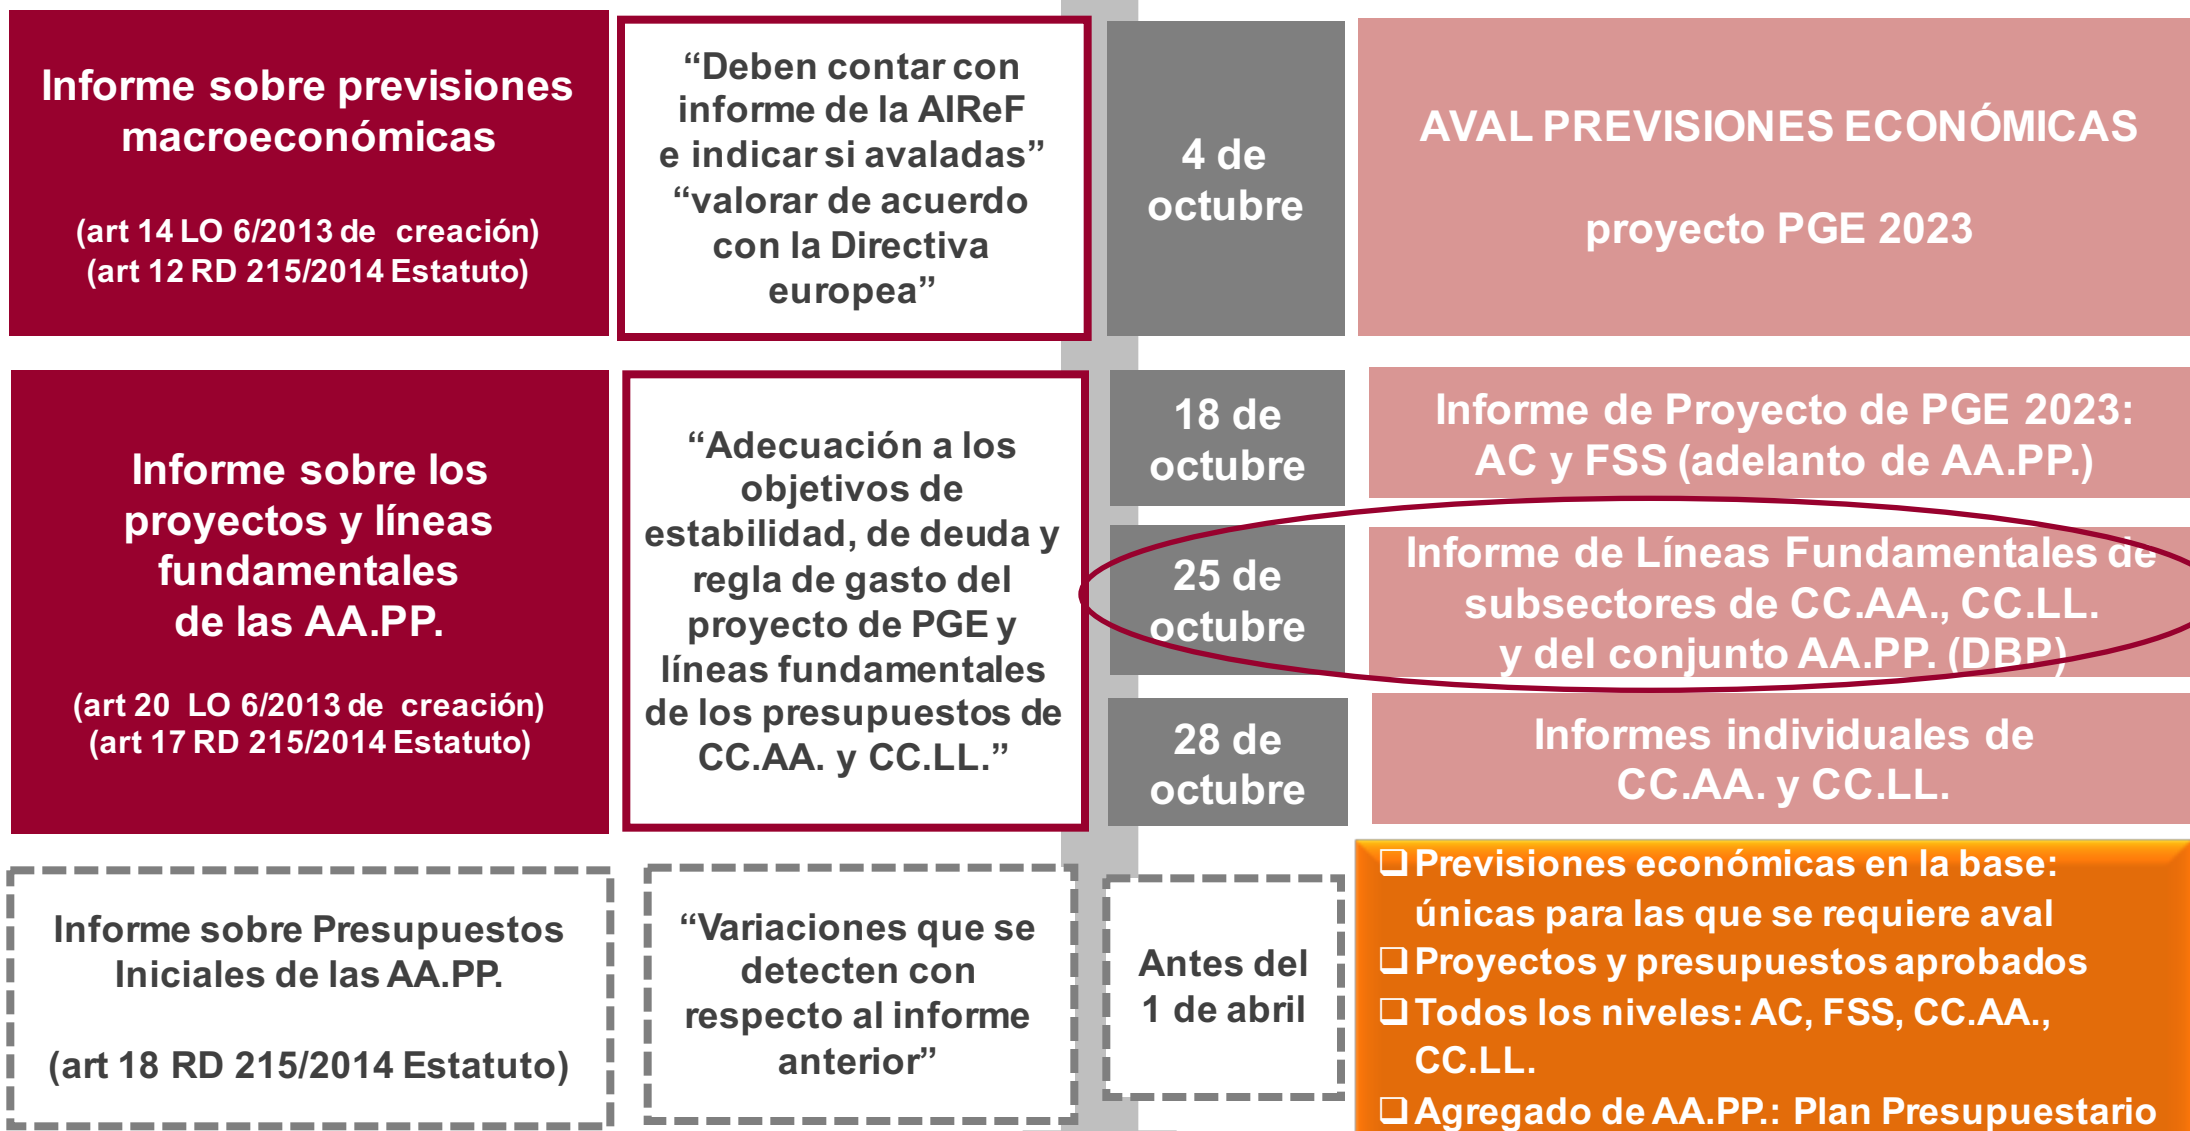 Informe sobre previsiones
macroeconómicas
(art 14 LO 6/2013 de creación)
(art 12 RD 215/2014 Estatuto)
“Deben contar con
informe de la AIReF
e indicar si avaladas”
“valorar de acuerdo
con la Directiva
europea”
4 de
octubre
AVAL PREVISIONES ECONÓMICAS
proyecto PGE 2023
Informe sobre los
proyectos y líneas
fundamentales
de las AA.PP.
(art 20 LO 6/2013 de creación)
(art 17 RD 215/2014 Estatuto)
“Adecuación a los
objetivos de
estabilidad, de deuda y
regla de gasto del
proyecto de PGE y
líneas fundamentales
de los presupuestos de
CC.AA. y CC.LL.”
18 de
octubre
Informe de Proyecto de PGE 2023:
AC y FSS (adelanto de AA.PP.)
25 de
octubre
Informe de Líneas Fundamentales de
subsectores de CC.AA., CC.LL.
y del conjunto AA.PP. (DBP)
28 de
octubre
Informes individuales de
CC.AA. y CC.LL.
Informe sobre Presupuestos
Iniciales de las AA.PP.
(art 18 RD 215/2014 Estatuto)
“Variaciones que se
detecten con
respecto al informe
anterior”
Antes del
1 de abril
❑ Previsiones económicas en la base:
únicas para las que se requiere aval
❑ Proyectos y presupuestos aprobados
❑ Todos los niveles: AC, FSS, CC.AA.,
CC.LL.
❑ Agregado de AA.PP.: Plan Presupuestario